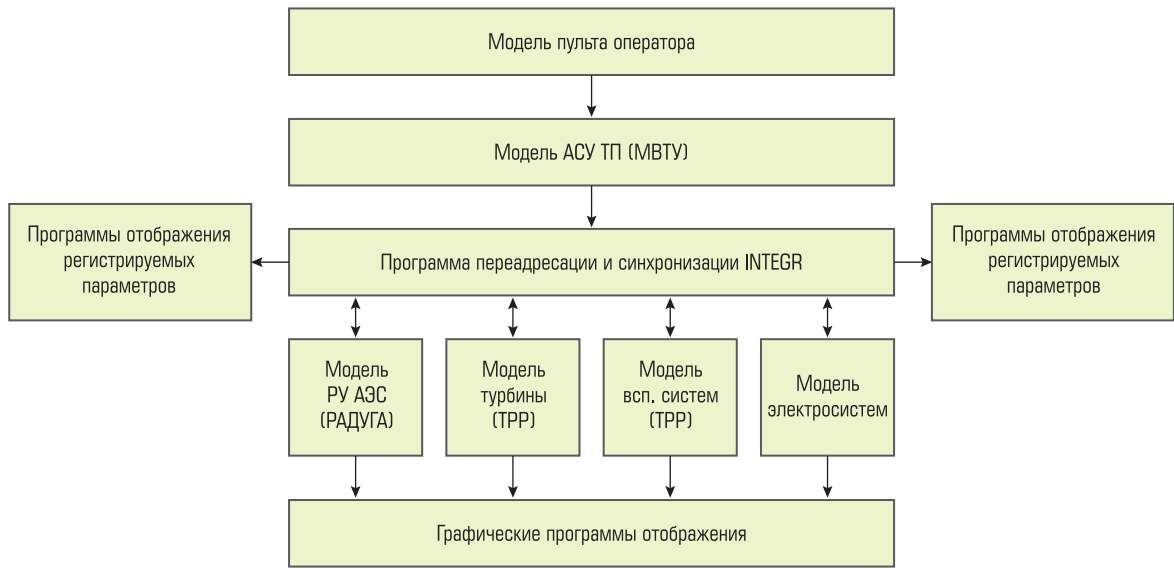 Модель пульта оператора
Модель АСУ ТП (МВТУ)
Программы отображения
регистрируемых
параметров
Программа переадресации и синхронизации INTEGR
Программы отображения
регистрируемых
параметров
Модель
РУ АЭС
(РАДУГА)
Модель
турбины
(ТРР)
Модель
всп. систем
(ТРР)
Модель
электросистем
Графические программы отображения